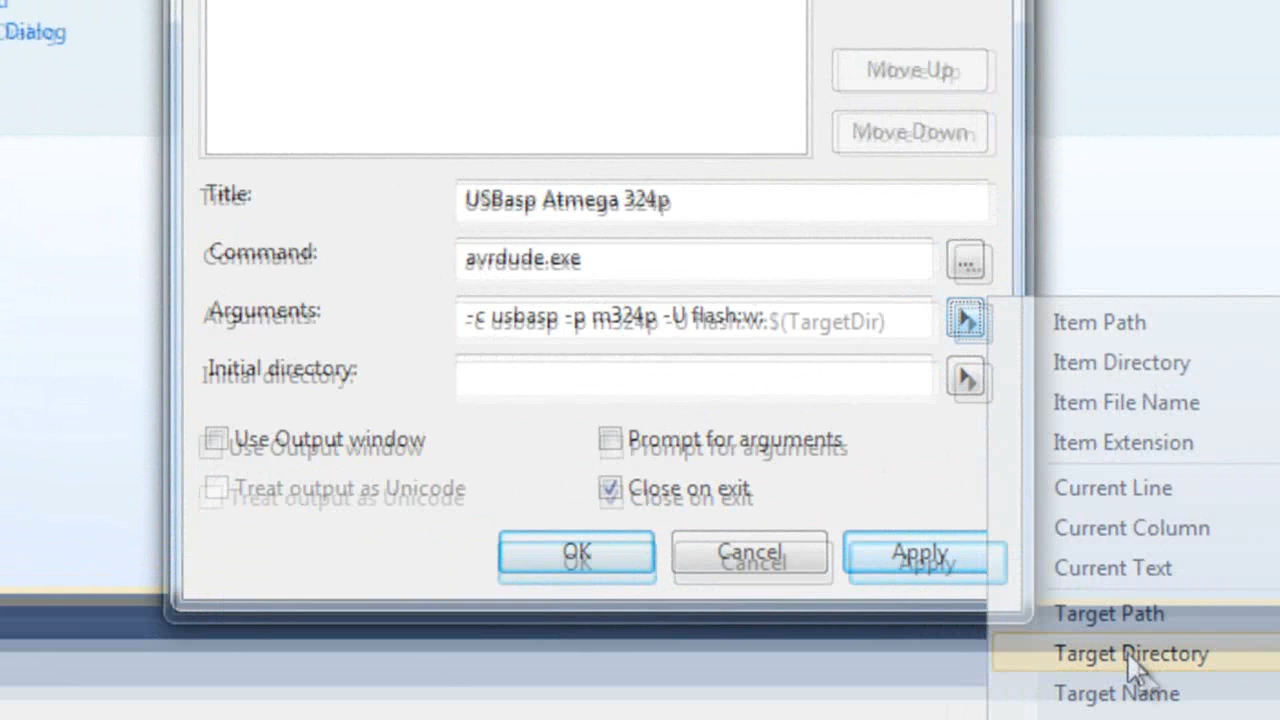 Dialog
Move Up
Move Down
Title:
USBasp Atmega 324p
Command:
avrdude.exe
...
Arguments:
-c usbasp -p m324p -U flash:w:$(TargetDir)
Initial directory:
Use Output window
Prompt for arguments
Treat output as Unicode
Close on exit
OK
Cancel
Apply
Item Path
Item Directory
Item File Name
Item Extension
Current Line
Current Column
Current Text
Target Path
Target Directory
Target Name